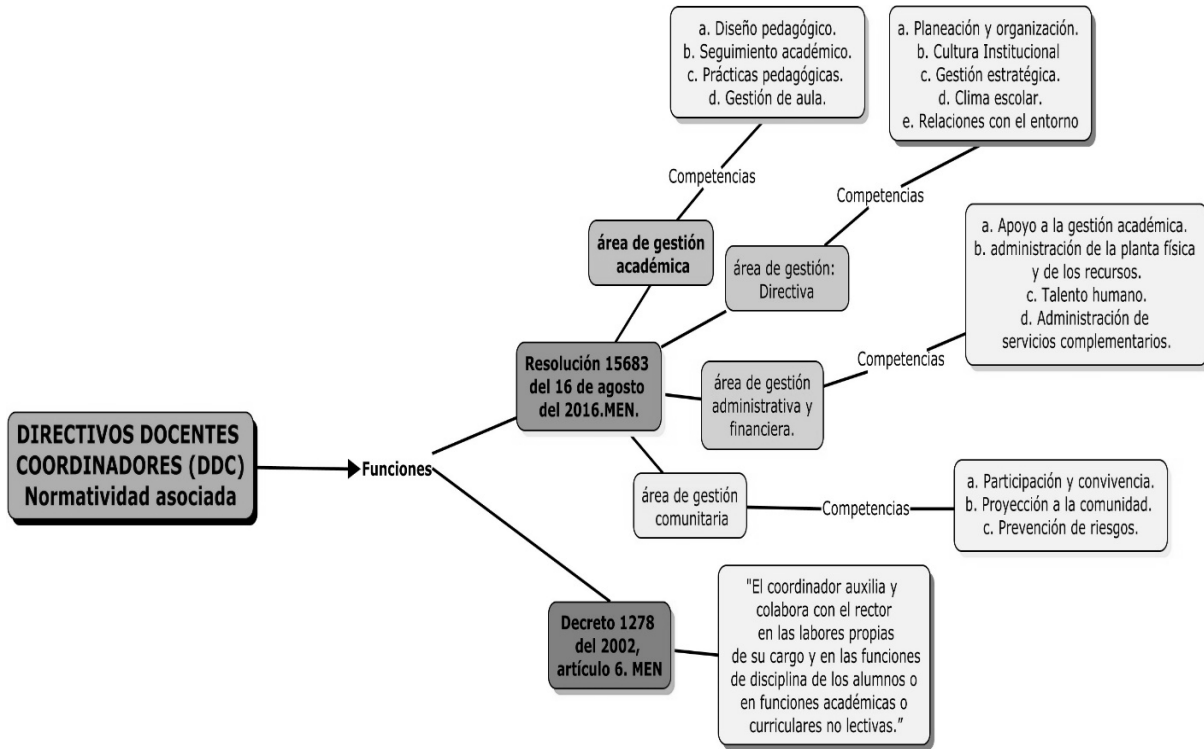 DIRECTIVOS DOCENTES
COORDINADORES (DDC)
Normatividad asociada
Funciones
Resolución 15683
del 16 de agosto
del 2016.MEN.
área de gestión
académica
Competencias
a. Diseño pedagógico.
b. Seguimiento académico.
c. Prácticas pedagógicas.
d. Gestión de aula.
área de gestión:
Directiva
Competencias
a. Planeación y organización.
b. Cultura Institucional
c. Gestión estratégica.
d. Clima escolar.
e. Relaciones con el entorno
área de gestión
administrativa y
financiera.
Competencias
a. Apoyo a la gestión académica.
b. administración de la planta física
y de los recursos.
c. Talento humano.
d. Administración de
servicios complementarios.
área de gestión
comunitaria
Competencias
a. Participación y convivencia.
b. Proyección a la comunidad.
c. Prevención de riesgos.
Decreto 1278
del 2002,
artículo 6. MEN
"El coordinador auxilia y
colabora con el rector
en las labores propias
de su cargo y en las funciones
de disciplina de los alumnos o
en funciones académicas o
curriculares no lectivas.”